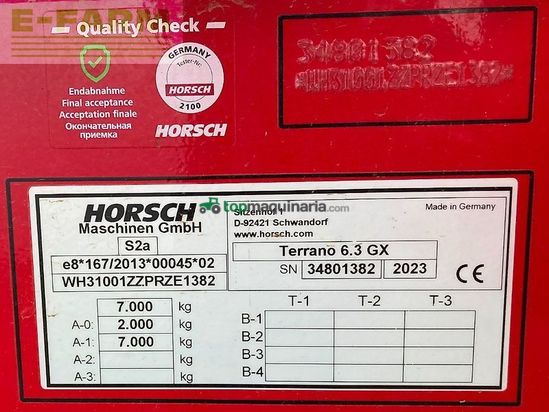 E-FARM
Quality Check
Endabnahme
Final acceptance
Acceptation finale
Окончательная
приемка
GERMANY
Tester-Nr.
HORSCH
2100
HORSCH
34801382
*WH31001ZZPRZE1382*
HORSCH
Maschinen GmbH
S2a
e8*167/2013*00045*02
WH31001ZZPRZE1382
topmaquinaria.com
Sitzenhof 1
D-92421 Schwandorf
www.horsch.com
Made in Germany
Terrano 6.3 GX
SN 34801382 2023
CE
7.000 kg
A-0: 2.000 kg
A-1: 7.000 kg
A-2: kg
A-3: kg
T-1 T-2 T-3
B-1
B-2
B-3
B-4